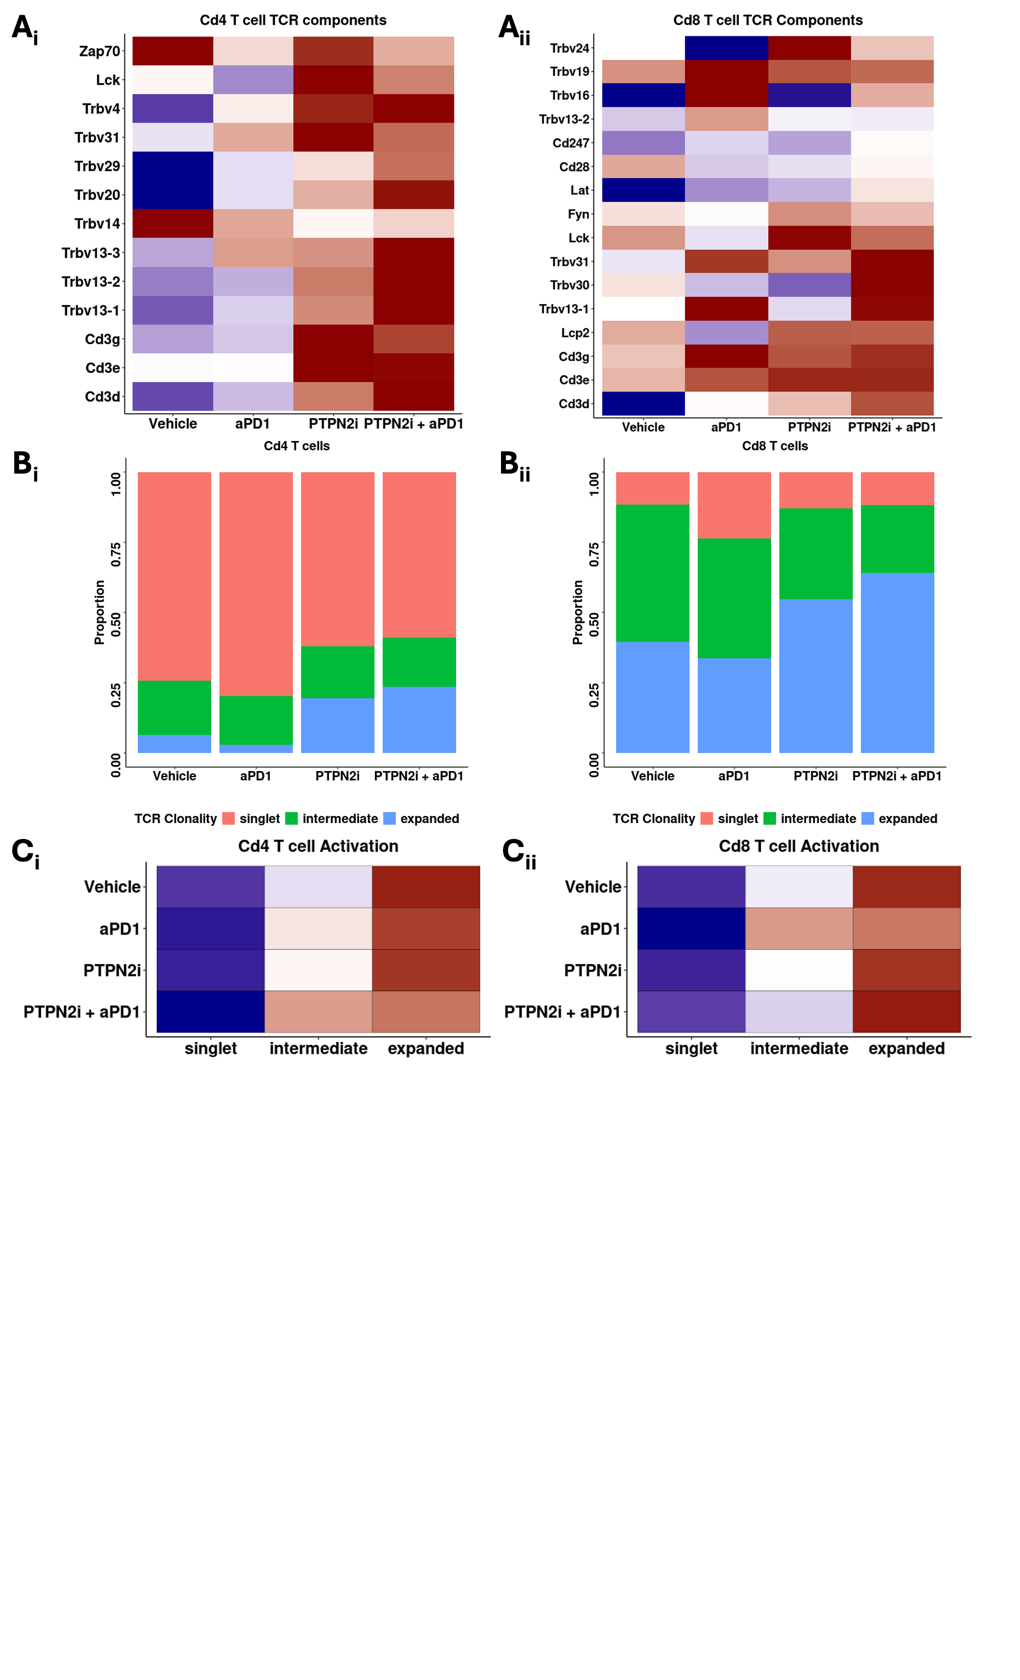 Ai
Cd4 T cell TCR components
Zap70
Lck
Trbv4
Trbv31
Trbv29
Trbv20
Trbv14
Trbv13-3
Trbv13-2
Trbv13-1
Cd3g
Cd3e
Cd3d
Vehicle aPD1 PTPN2i PTPN2i + aPD1
Aii
Cd8 T cell TCR Components
Trbv24
Trbv19
Trbv16
Trbv13-2
Cd247
Cd28
Lat
Fyn
Lck
Trbv31
Trbv30
Trbv13-1
Lcp2
Cd3g
Cd3e
Cd3d
Vehicle aPD1 PTPN2i PTPN2i + aPD1
Bi
Cd4 T cells
Proportion
1.00
0.75
0.50
0.25
0.00
Vehicle aPD1 PTPN2i PTPN2i + aPD1
TCR Clonality singlet intermediate expanded
Bii
Cd8 T cells
Proportion
1.00
0.75
0.50
0.25
0.00
Vehicle aPD1 PTPN2i PTPN2i + aPD1
TCR Clonality singlet intermediate expanded
Ci
Cd4 T cell Activation
Vehicle
aPD1
PTPN2i
PTPN2i + aPD1
singlet intermediate expanded
Cii
Cd8 T cell Activation
Vehicle
aPD1
PTPN2i
PTPN2i + aPD1
singlet intermediate expanded